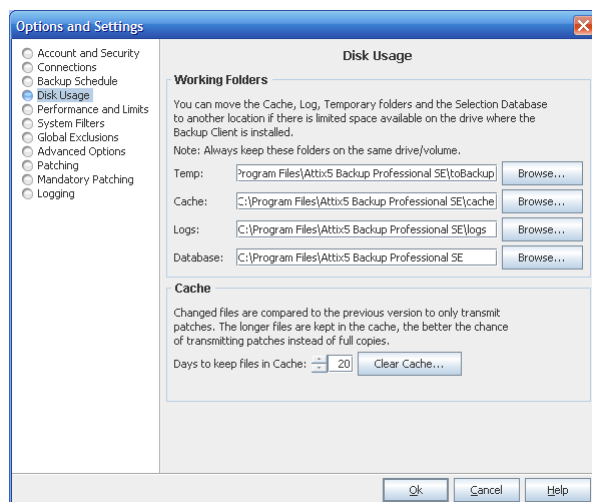 Options and Settings
Account and Security
Connections
Backup Schedule
Disk Usage
Performance and Limits
System Filters
Global Exclusions
Advanced Options
Patching
Mandatory Patching
Logging
Disk Usage
Working Folders
You can move the Cache, Log, Temporary folders and the Selection Database
to another location if there is limited space available on the drive where the
Backup Client is installed.
Note: Always keep these folders on the same drive/volume.
Temp: Program Files\Attix5 Backup Professional SE\toBackup Browse...
Cache: C:\Program Files\Attix5 Backup Professional SE\cache Browse...
Logs: C:\Program Files\Attix5 Backup Professional SE\logs Browse...
Database: C:\Program Files\Attix5 Backup Professional SE Browse...
Cache
Changed files are compared to the previous version to only transmit
patches. The longer files are kept in the cache, the better the chance
of transmitting patches instead of full copies.
Days to keep files in Cache: 20 Clear Cache...
Ok Cancel Help